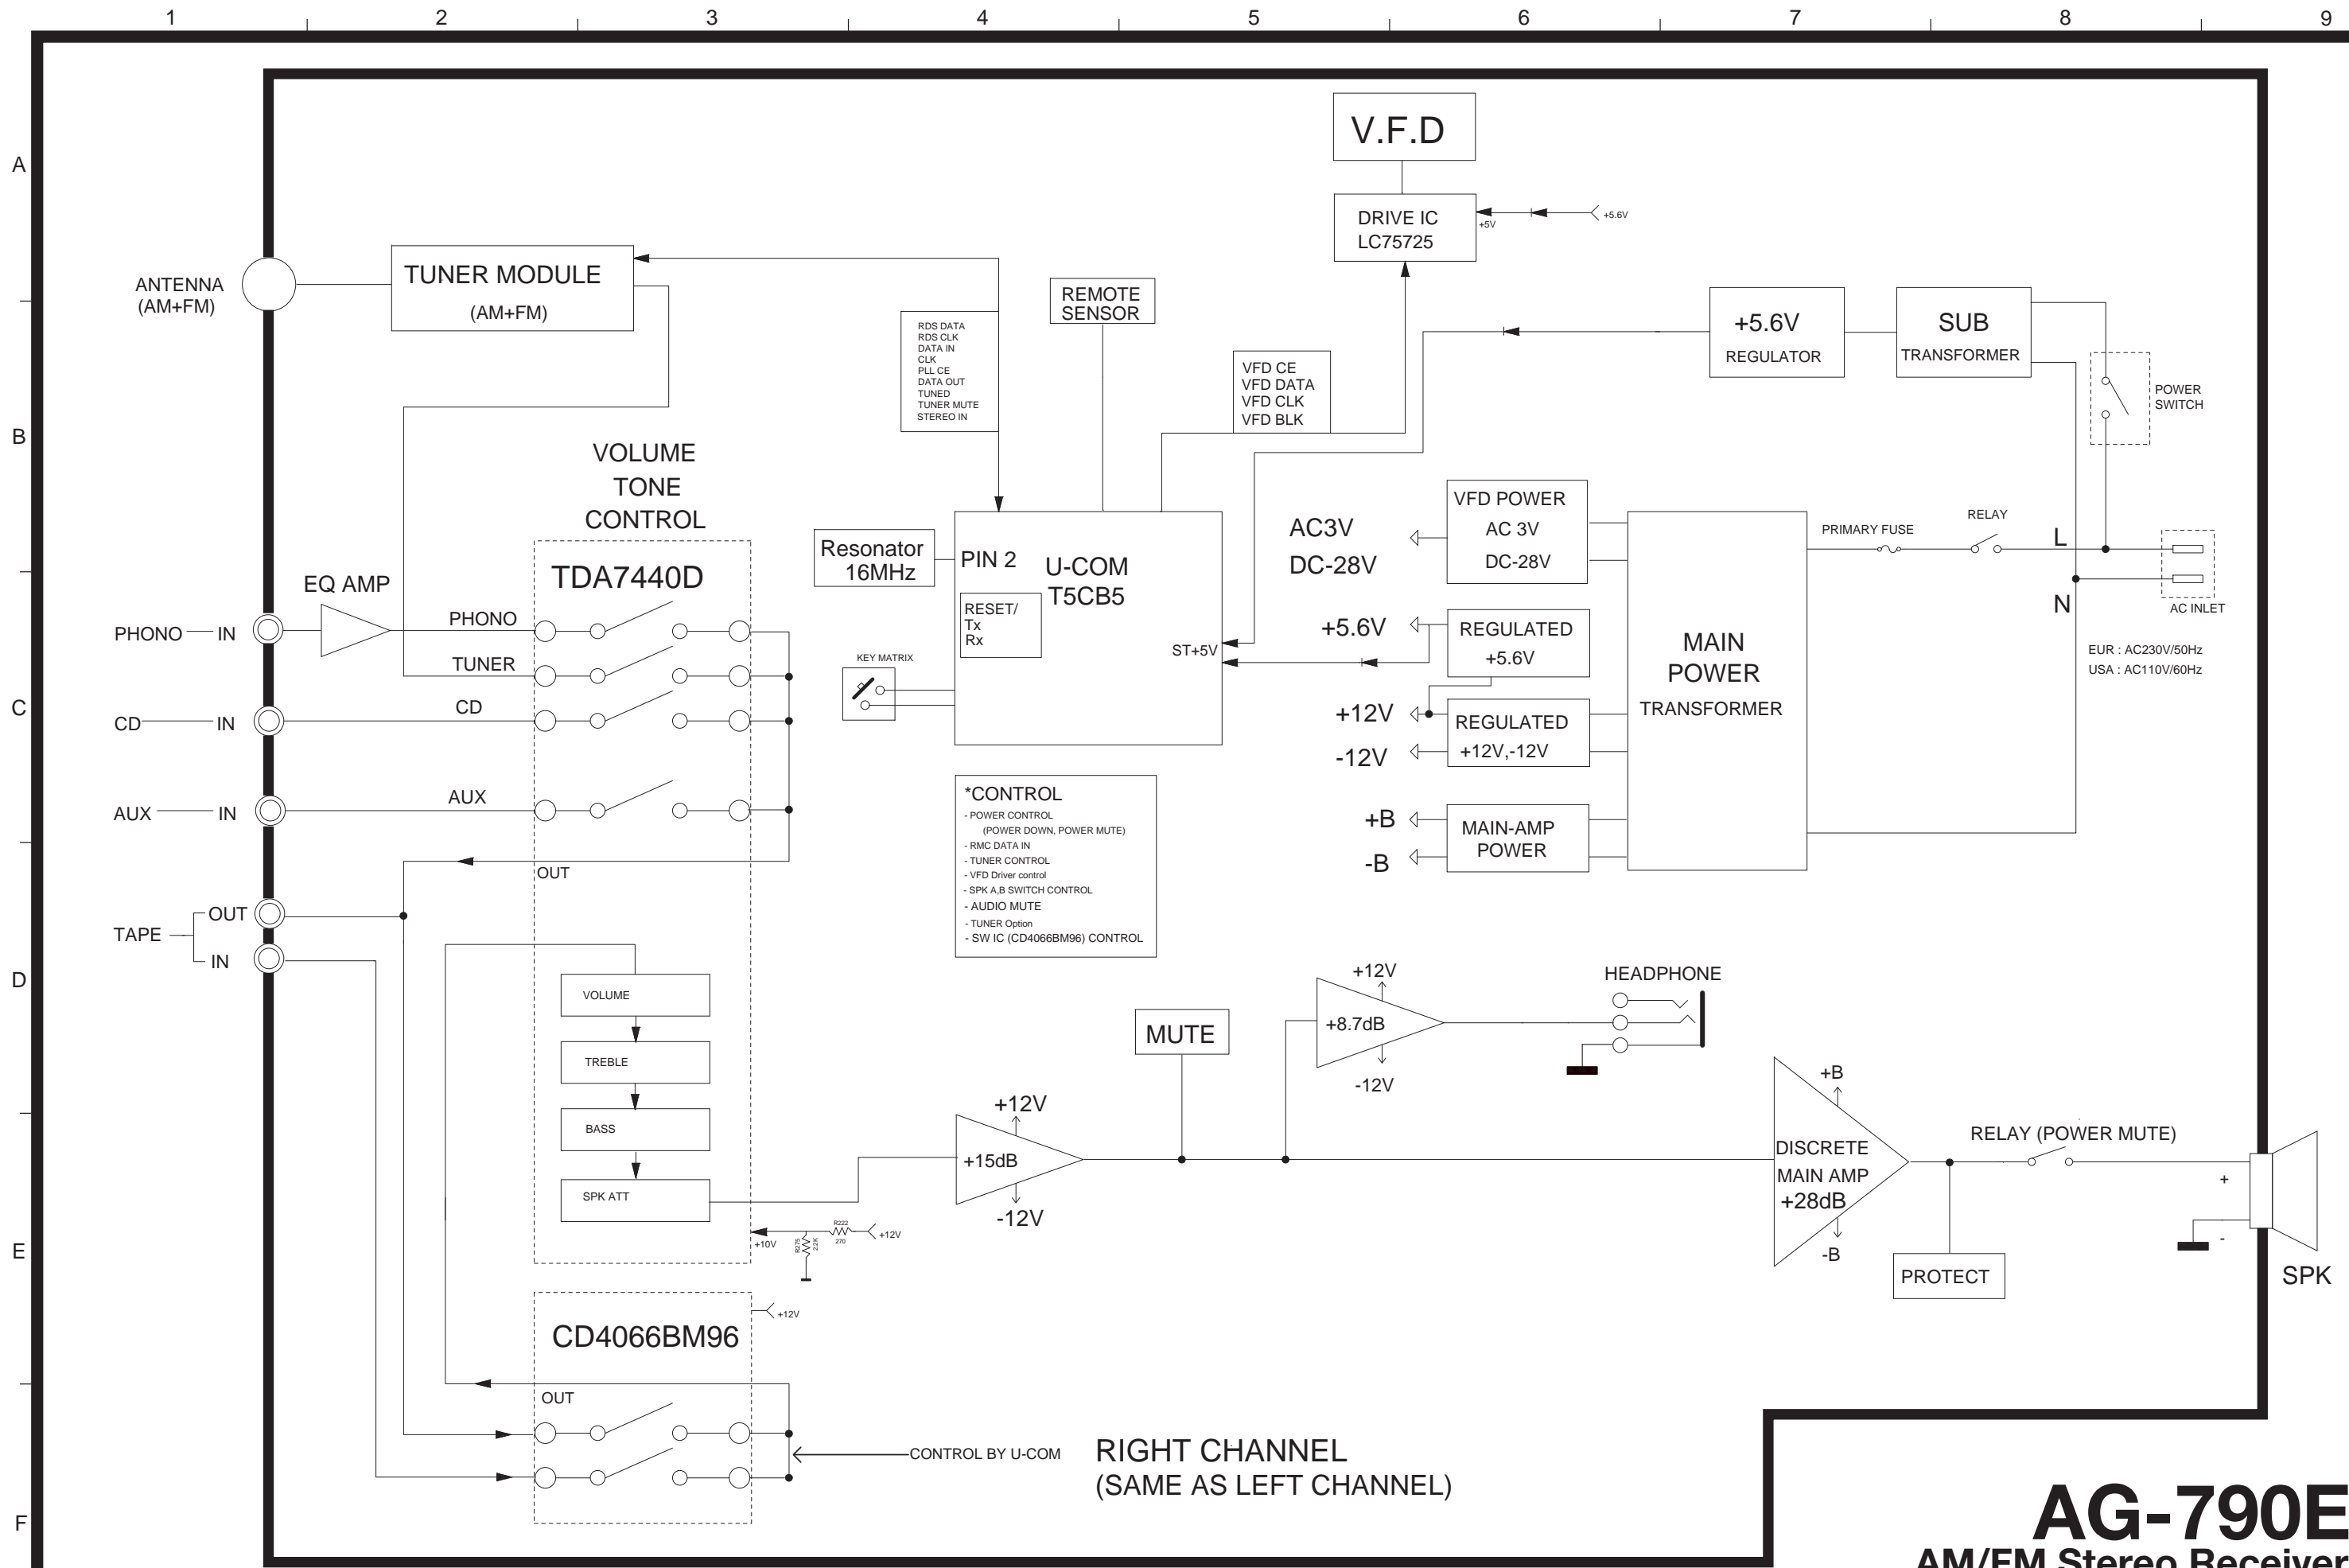 1 2 3 4 5 6 7 8 9
A
B
C
D
E
F
V.F.D
DRIVE IC
LC75725
+5V
+5.6V
ANTENNA
(AM+FM)
TUNER MODULE
(AM+FM)
RDS DATA
RDS CLK
DATA IN
CLK
PLL CE
DATA OUT
TUNED
TUNER MUTE
STEREO IN
REMOTE
SENSOR
VFD CE
VFD DATA
VFD CLK
VFD BLK
+5.6V
REGULATOR
SUB
TRANSFORMER
POWER
SWITCH
VOLUME
TONE
CONTROL
TDA7440D
Resonator
16MHz
PIN 2
U-COM
T5CB5
RESET/
Tx
Rx
ST+5V
KEY MATRIX
AC3V
DC-28V
VFD POWER
AC 3V
DC-28V
+5.6V
REGULATED
+5.6V
+12V
-12V
REGULATED
+12V,-12V
+B
-B
MAIN-AMP
POWER
MAIN
POWER
TRANSFORMER
PRIMARY FUSE
RELAY
L
N
AC INLET
EUR : AC230V/50Hz
USA : AC110V/60Hz
EQ AMP
PHONO IN
PHONO
TUNER
CD IN
CD
AUX IN
AUX
OUT
TAPE
OUT
IN
*CONTROL
- POWER CONTROL
(POWER DOWN, POWER MUTE)
- RMC DATA IN
- TUNER CONTROL
- VFD Driver control
- SPK A,B SWITCH CONTROL
- AUDIO MUTE
- TUNER Option
- SW IC (CD4066BM96) CONTROL
VOLUME
TREBLE
BASS
SPK ATT
+10V
R275
2.2K
R222
270
+12V
+12V
+15dB
-12V
MUTE
+12V
+8.7dB
-12V
HEADPHONE
+B
DISCRETE
MAIN AMP
+28dB
-B
PROTECT
RELAY (POWER MUTE)
+
-
SPK
+12V
CD4066BM96
OUT
CONTROL BY U-COM
RIGHT CHANNEL
(SAME AS LEFT CHANNEL)
AG-790E
AM/FM Stereo Receiver